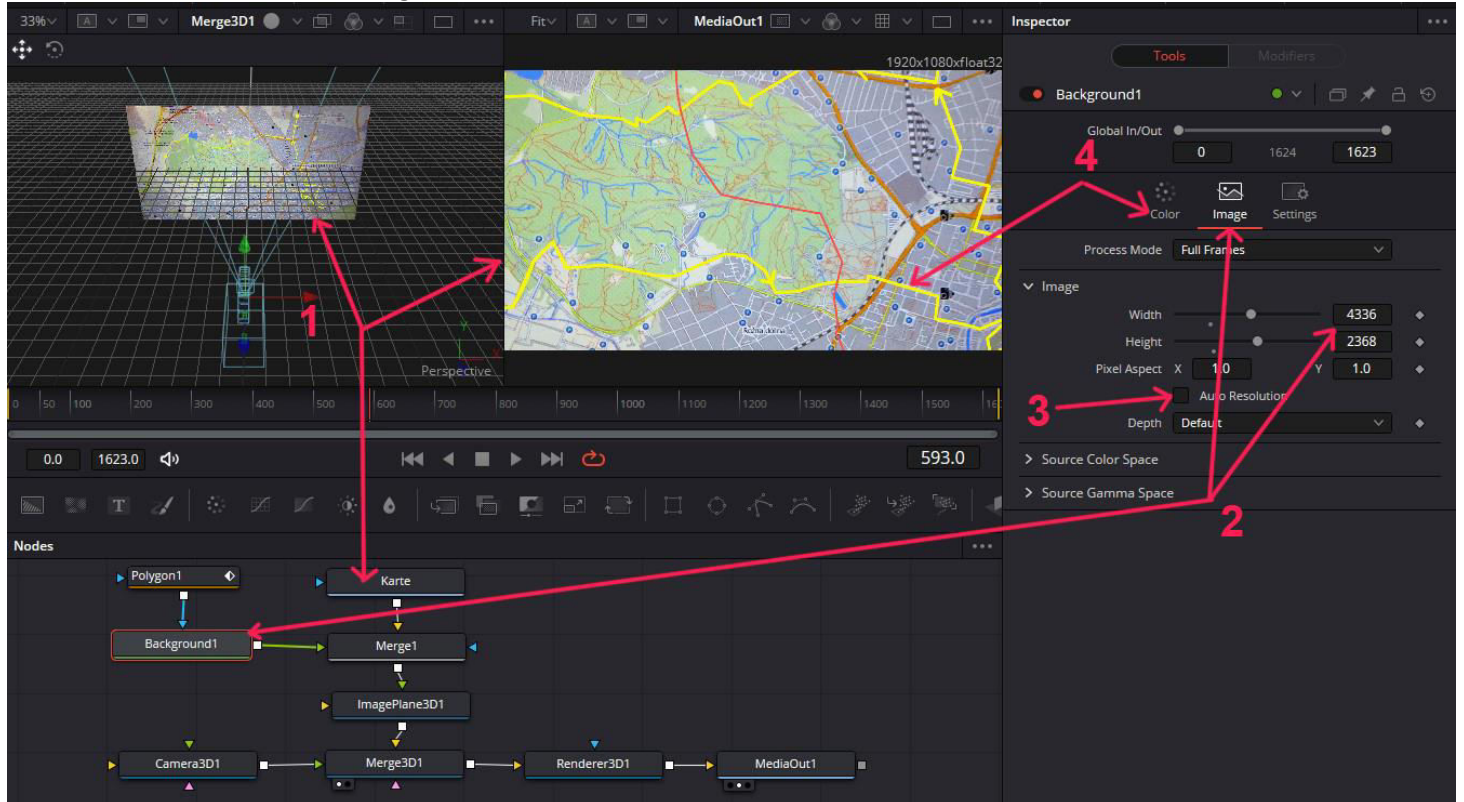 33% A Merge3D1 Fit A MediaOut1 Inspector
1920x1080xfloat32
Tools Modifiers
Background1
Global In/Out
0 1624 1623
4
Color Image Settings
Process Mode Full Frames
Image
Width 4336
Height 2368
Pixel Aspect X 1.0 Y 1.0
Auto Resolution
3
Depth Default
Source Color Space
Source Gamma Space
2
1
Y
X
Perspective
Rožna dolina
0 50 100 200 300 400 500 600 700 800 900 1000 1100 1200 1300 1400 1500 16
0.0 1623.0 593.0
T
Nodes
Polygon1 Karte
Background1 Merge1
ImagePlane3D1
Camera3D1 Merge3D1 Renderer3D1 MediaOut1